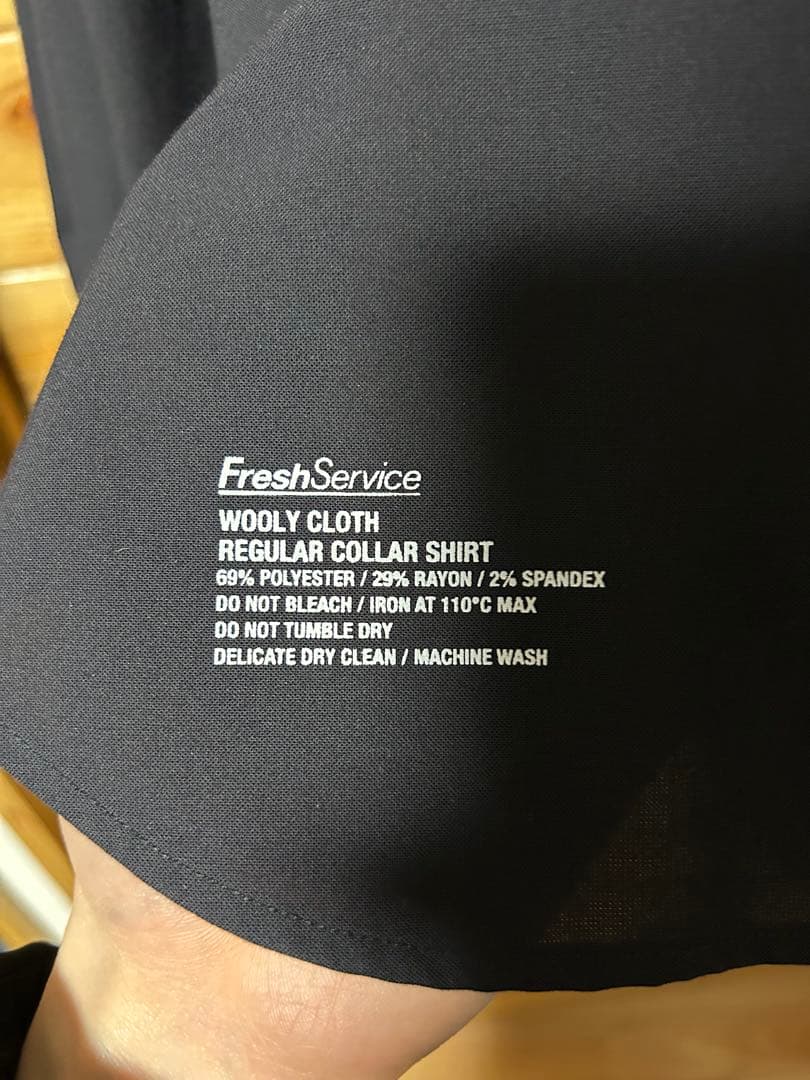 FreshService
WOOLY CLOTH
REGULAR COLLAR SHIRT
69% POLYESTER / 29% RAYON / 2% SPANDEX
DO NOT BLEACH / IRON AT 110°C MAX
DO NOT TUMBLE DRY
DELICATE DRY CLEAN / MACHINE WASH